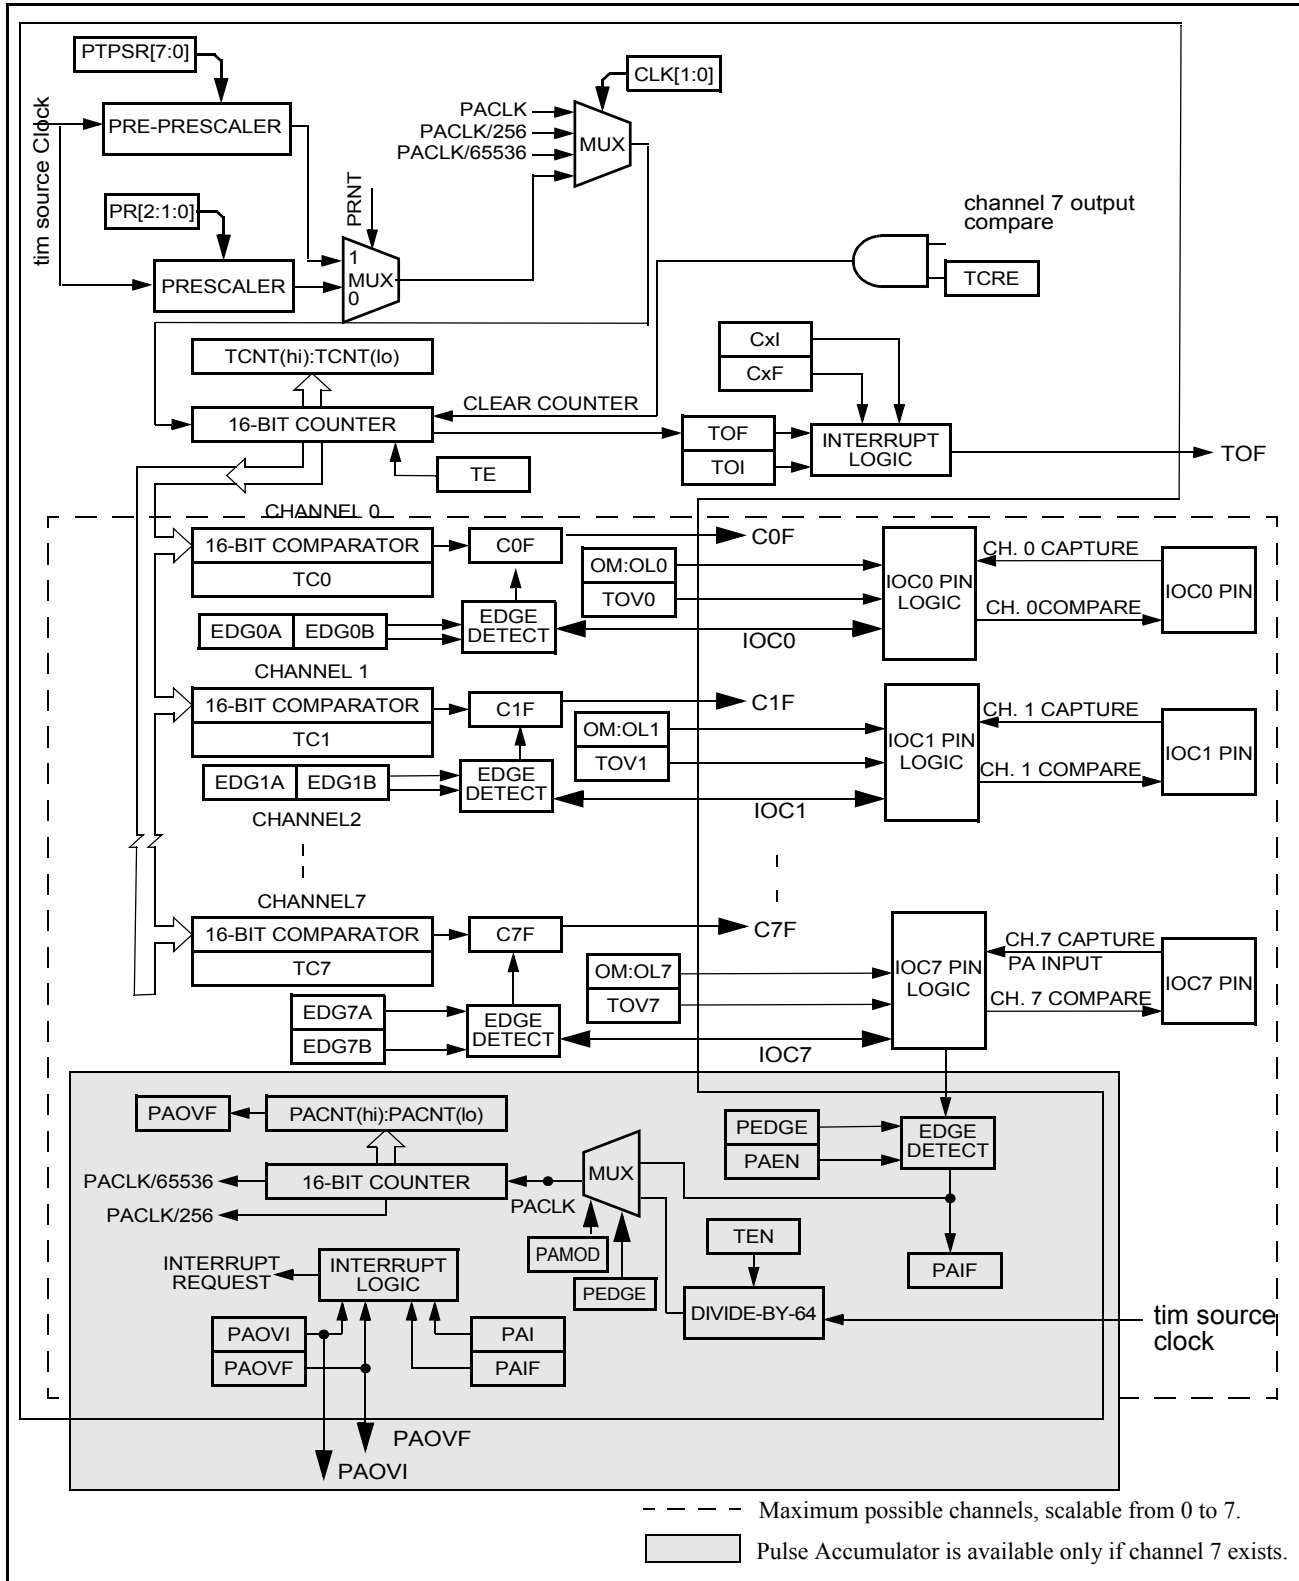 PTPSR[7:0]
CLK[1:0]
tim source Clock
PRE-PRESCALER
PACLK
PACLK/256
PACLK/65536
MUX
PR[2:1:0]
PRNT
channel 7 output
compare
PRESCALER
1
MUX
0
TCRE
TCNT(hi):TCNT(lo)
CxI
CxF
CLEAR COUNTER
16-BIT COUNTER
TOF
TOI
INTERRUPT
LOGIC
TOF
TE
CHANNEL 0
16-BIT COMPARATOR
TC0
C0F
C0F
OM:OL0
TOV0
IOC0 PIN
LOGIC
CH. 0 CAPTURE
CH. 0COMPARE
IOC0 PIN
EDG0A
EDG0B
EDGE
DETECT
IOC0
CHANNEL 1
16-BIT COMPARATOR
TC1
C1F
C1F
OM:OL1
TOV1
IOC1 PIN
LOGIC
CH. 1 CAPTURE
CH. 1 COMPARE
IOC1 PIN
EDG1A
EDG1B
EDGE
DETECT
IOC1
CHANNEL2
CHANNEL7
16-BIT COMPARATOR
TC7
C7F
C7F
OM:OL7
TOV7
IOC7 PIN
LOGIC
CH.7 CAPTURE
PA INPUT
CH. 7 COMPARE
IOC7 PIN
EDG7A
EDG7B
EDGE
DETECT
IOC7
PAOVF
PACNT(hi):PACNT(lo)
PEDGE
PAEN
EDGE
DETECT
MUX
PACLK/65536
16-BIT COUNTER
PACLK
PACLK/256
TEN
INTERRUPT
REQUEST
INTERRUPT
LOGIC
PAMOD
PEDGE
PAIF
DIVIDE-BY-64
tim source
clock
PAOVI
PAOVF
PAI
PAIF
PAOVF
PAOVI
Maximum possible channels, scalable from 0 to 7.
Pulse Accumulator is available only if channel 7 exists.